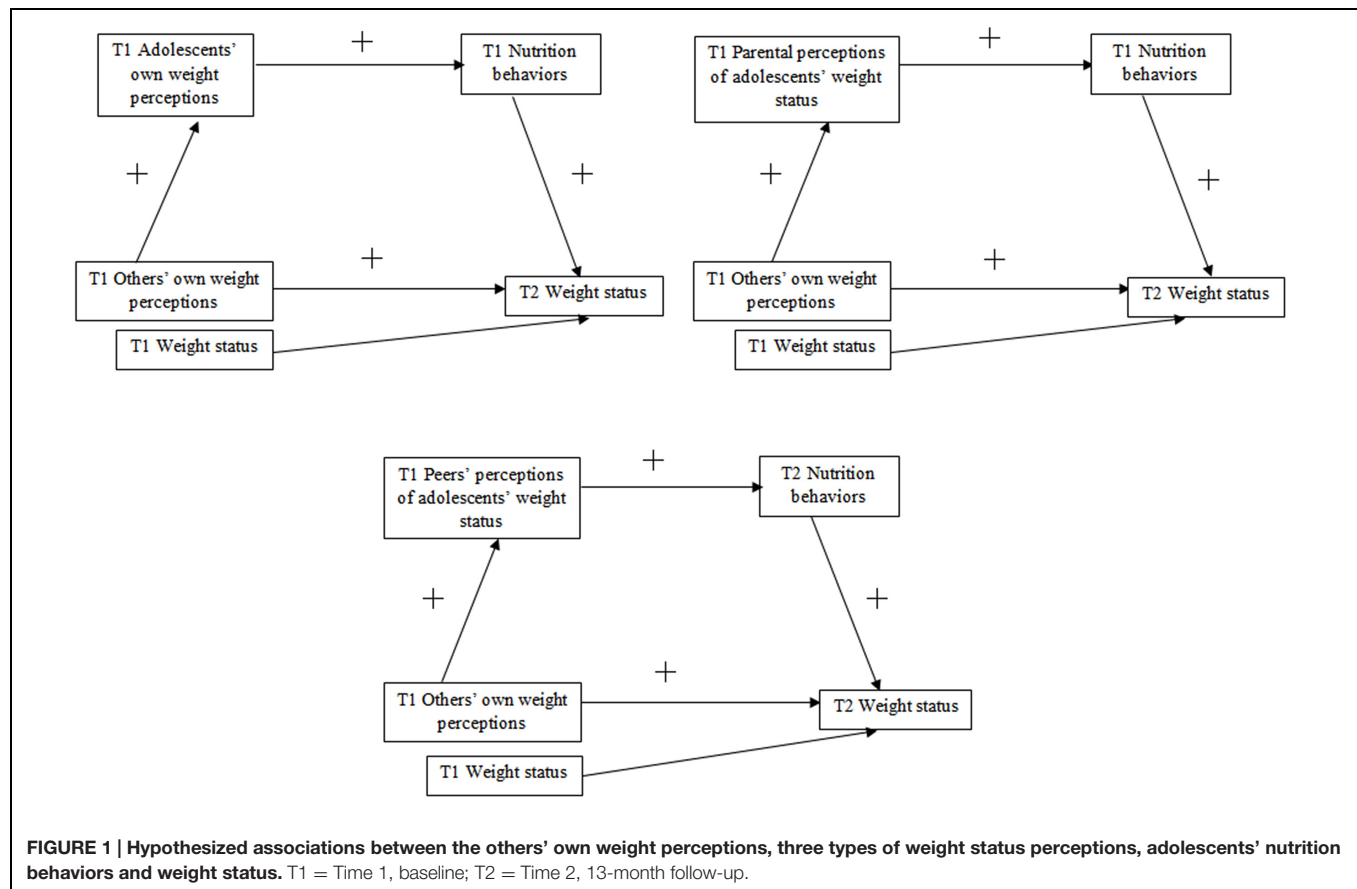 T1 Adolescents'
own weight
perceptions
+
T1 Nutrition
behaviors
+
+
T1 Others' own weight
perceptions
+
T2 Weight status
T1 Weight status
T1 Parental perceptions
of adolescents' weight
status
+
T1 Nutrition
behaviors
+
+
T1 Others' own weight
perceptions
+
T2 Weight status
T1 Weight status
T1 Peers' perceptions
of adolescents' weight
status
+
T2 Nutrition
behaviors
+
+
T1 Others' own weight
perceptions
+
T2 Weight status
T1 Weight status
FIGURE 1 | Hypothesized associations between the others' own weight perceptions, three types of weight status perceptions, adolescents' nutrition
behaviors and weight status. T1 = Time 1, baseline; T2 = Time 2, 13-month follow-up.